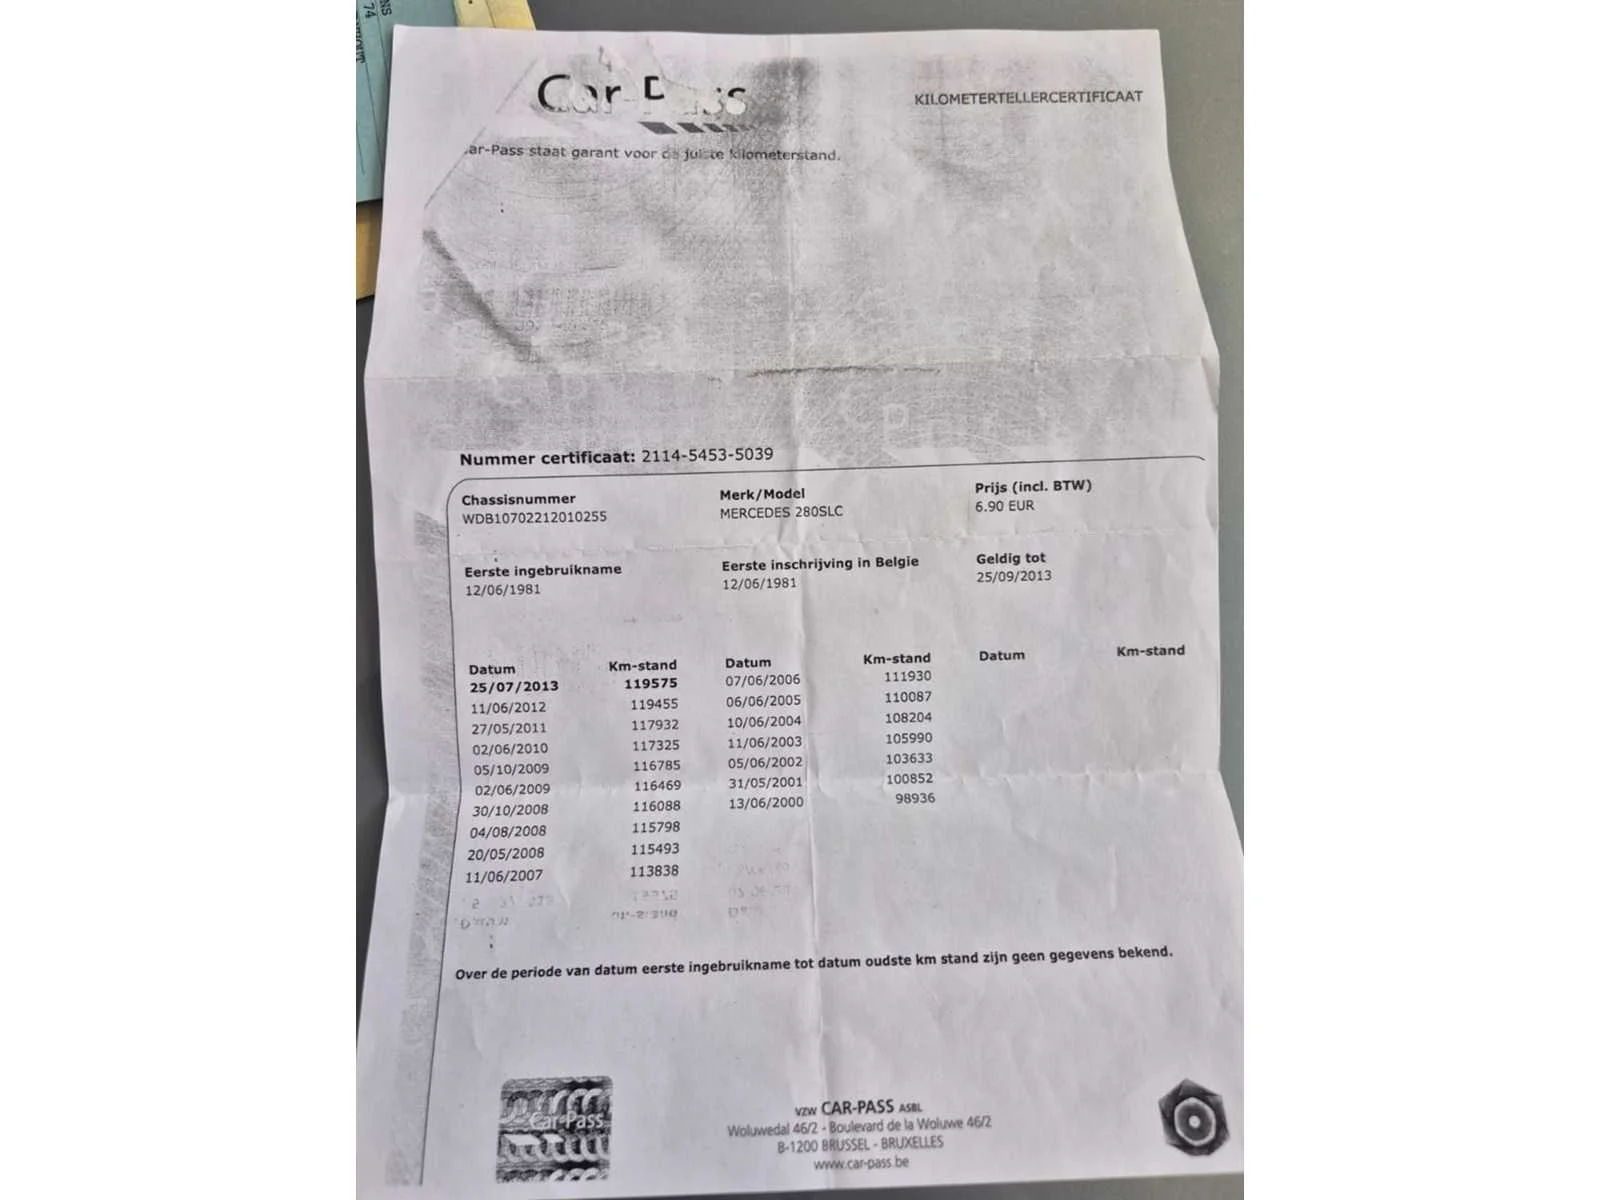 NS
74
Car-Pass
KILOMETERTELLERCERTIFICAAT
ar-Pass staat garant voor de juiste kilometerstand.
Nummer certificaat: 2114-5453-5039
Chassisnummer Merk/Model Prijs (incl. BTW)
WDB10702212010255 MERCEDES 280SLC 6.90 EUR
Eerste ingebruikname Eerste inschrijving in Belgie Geldig tot
12/06/1981 12/06/1981 25/09/2013
Datum Km-stand Datum Km-stand Datum Km-stand
25/07/2013 119575 07/06/2006 111930
11/06/2012 119455 06/06/2005 110087
27/05/2011 117932 10/06/2004 108204
02/06/2010 117325 11/06/2003 105990
05/10/2009 116785 05/06/2002 103633
02/06/2009 116469 31/05/2001 100852
30/10/2008 116088 13/06/2000 98936
04/08/2008 115798
20/05/2008 115493
11/06/2007 113838
Over de periode van datum eerste ingebruikname tot datum oudste km stand zijn geen gegevens bekend.
Car-Pass
VZW CAR-PASS ASBL
Woluwedal 46/2 - Boulevard de la Woluwe 46/2
B-1200 BRUSSEL - BRUXELLES
www.car-pass.be